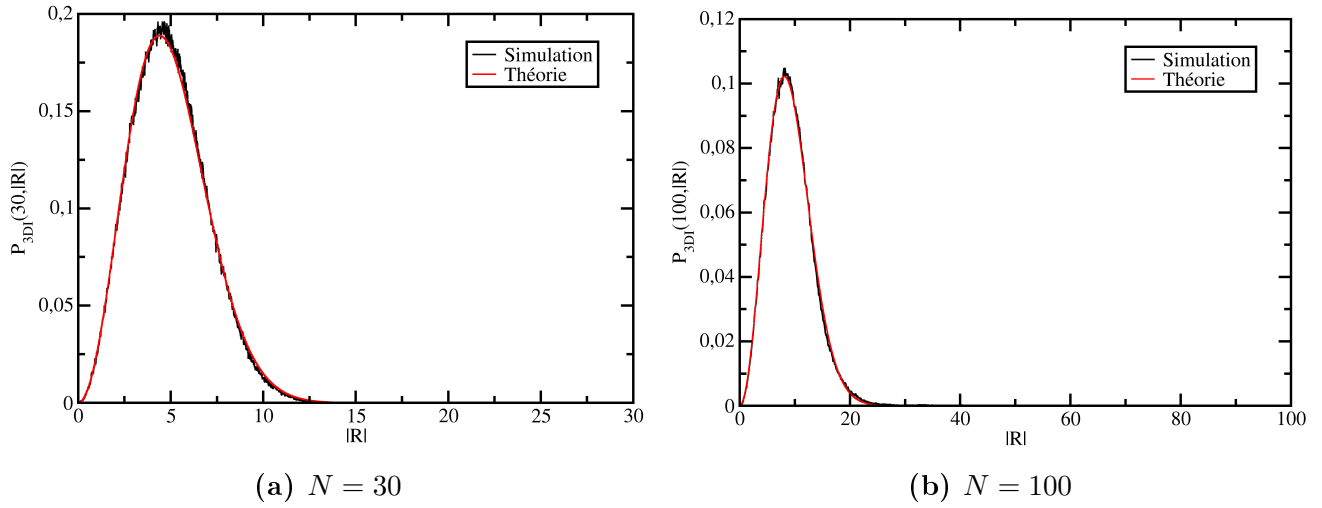 0,2
0,15
0,1
0,05
0
P3DI(30,|R|)
Simulation
Théorie
0 5 10 15 20 25 30
|R|
(a) N = 30
0,12
0,1
0,08
0,06
0,04
0,02
0
P3DI(100,|R|)
Simulation
Théorie
0 20 40 60 80 100
|R|
(b) N = 100